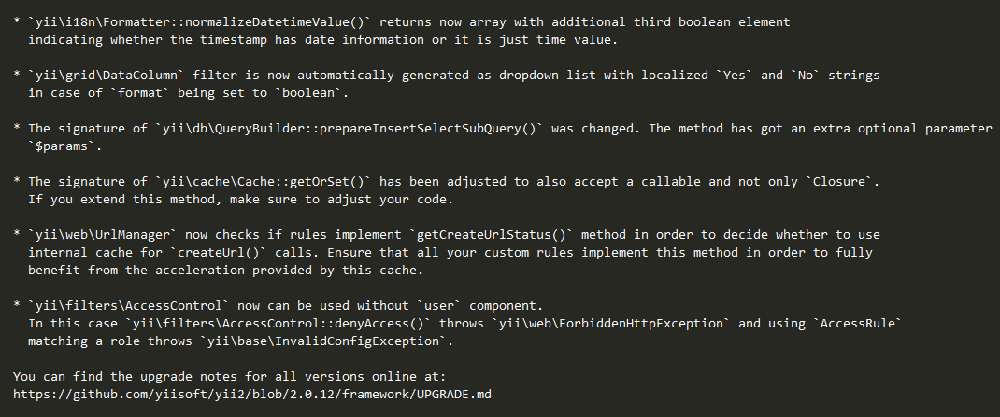 * `yii\i18n\Formatter::normalizeDatetimeValue()` returns now array with additional third boolean element
indicating whether the timestamp has date information or it is just time value.
* `yii\grid\DataColumn` filter is now automatically generated as dropdown list with localized `Yes` and `No` strings
in case of `format` being set to `boolean`.
* The signature of `yii\db\QueryBuilder::prepareInsertSelectSubQuery()` was changed. The method has got an extra optional parameter
`$params`.
* The signature of `yii\cache\Cache::getOrSet()` has been adjusted to also accept a callable and not only `Closure`.
If you extend this method, make sure to adjust your code.
* `yii\web\UrlManager` now checks if rules implement `getCreateUrlStatus()` method in order to decide whether to use
internal cache for `createUrl()` calls. Ensure that all your custom rules implement this method in order to fully
benefit from the acceleration provided by this cache.
* `yii\filters\AccessControl` now can be used without `user` component.
In this case `yii\filters\AccessControl::denyAccess()` throws `yii\web\ForbiddenHttpException` and using `AccessRule`
matching a role throws `yii\base\InvalidConfigException`.
You can find the upgrade notes for all versions online at:
https://github.com/yiisoft/yii2/blob/2.0.12/framework/UPGRADE.md